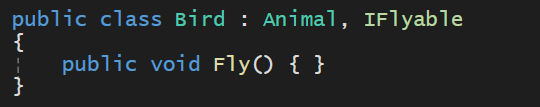 public class Bird : Animal, IFlyable
{
    public void Fly() { }
}